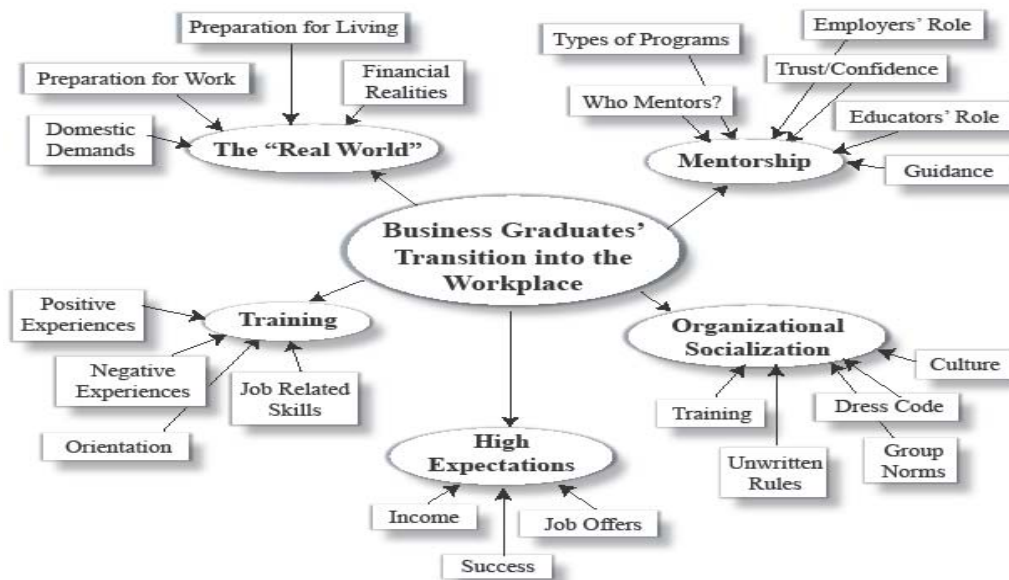 Preparation for Living
Preparation for Work
Financial
Realities
Domestic
Demands
The “Real World”
Types of Programs
Employers’ Role
Trust/Confidence
Who Mentors?
Educators’ Role
Mentorship
Guidance
Business Graduates’
Transition into the
Workplace
Positive
Experiences
Training
Negative
Experiences
Job Related
Skills
Orientation
Organizational
Socialization
Culture
Training
Dress Code
Unwritten
Rules
Group
Norms
High
Expectations
Income
Job Offers
Success